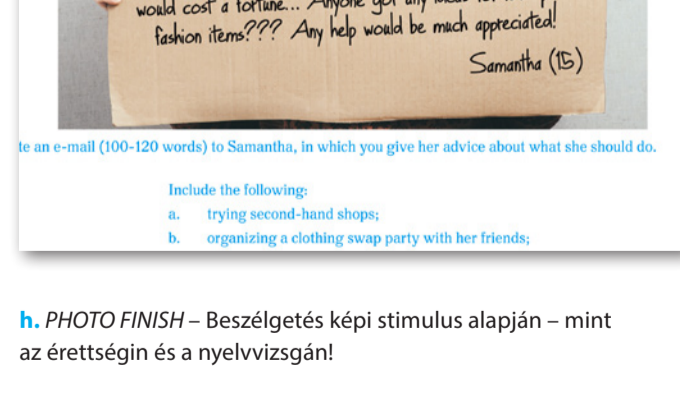 would cost a fortune... Anyone got any
fashion items??? Any help would be much appreciated!
Samantha (15)
te an e-mail (100-120 words) to Samantha, in which you give her advice about what she should do.
Include the following:
a. trying second-hand shops;
b. organizing a clothing swap party with her friends;
h. PHOTO FINISH – Beszélgetés képi stimulus alapján – mint
az érettségin és a nyelvvizsgán!